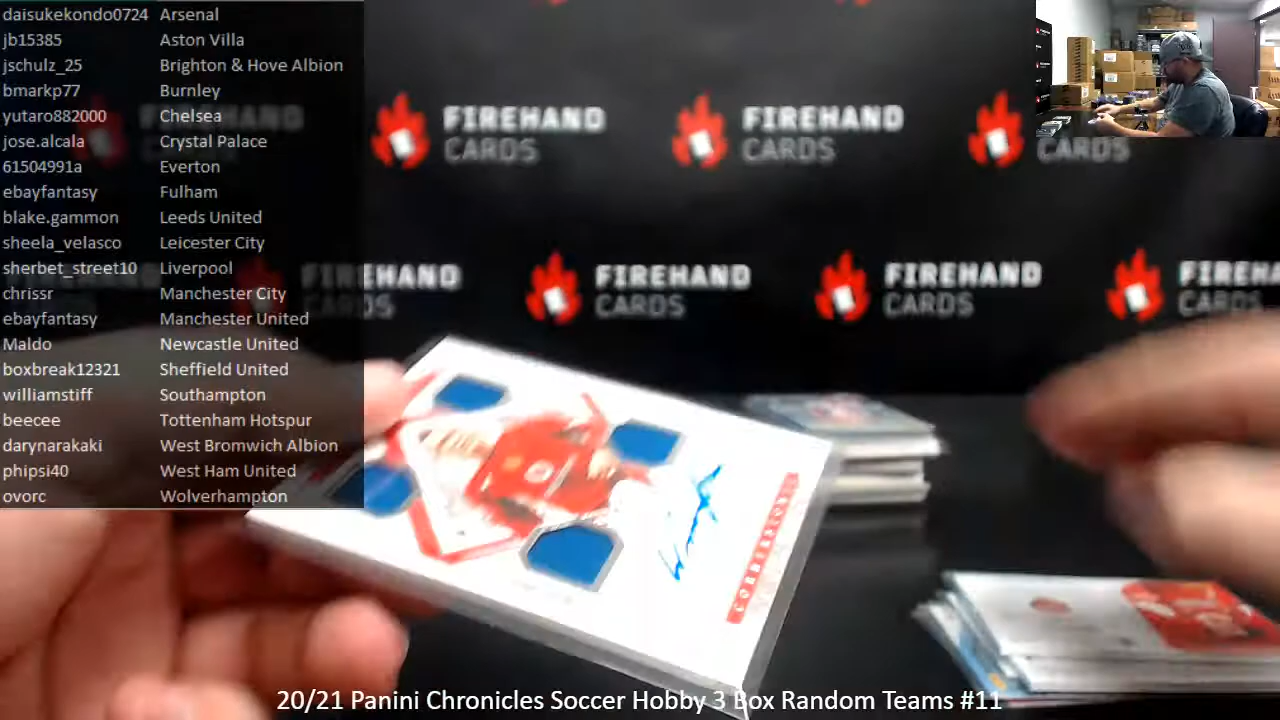 daisukekondo0724 Arsenal
jb15385 Aston Villa
jschulz_25 Brighton & Hove Albion
bmarkp77 Burnley
yutaro882000 Chelsea
jose.alcala Crystal Palace
61504991a Everton
ebayfantasy Fulham
blake.gammon Leeds United
sheela_velasco Leicester City
sherbet_street10 Liverpool
chrissr Manchester City
ebayfantasy Manchester United
Maldo Newcastle United
boxbreak12321 Sheffield United
williamstiff Southampton
beecee Tottenham Hotspur
darynarakaki West Bromwich Albion
phipsi40 West Ham United
ovorc Wolverhampton
FIREHAND
CARDS
FIREHAND
CARDS
CARDS
FIREHAND
CARDS
FIREHAND
CARDS
FIREHAND
CARDS
FIREHA
CARDS
20/21 Panini Chronicles Soccer Hobby 3 Box Random Teams #11